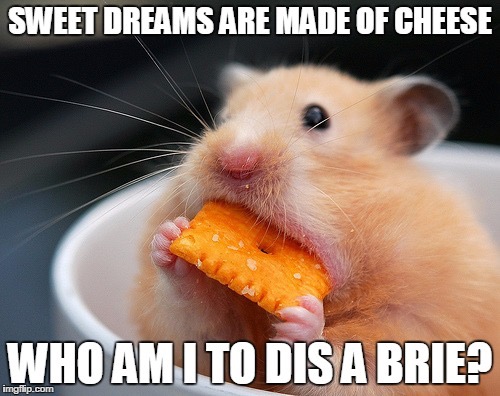 SWEET DREAMS ARE MADE OF CHEESE
WHO AM I TO DIS A BRIE?
imgflip.com